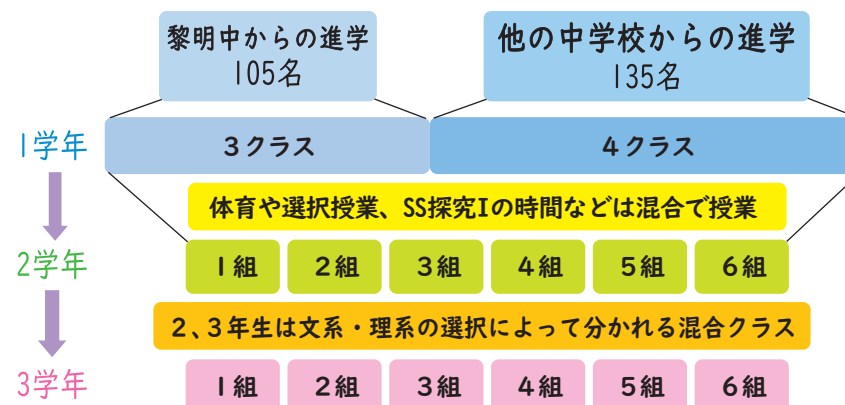 黎明中からの進学
105名
他の中学校からの進学
135名
1学年
3クラス
4クラス
体育や選択授業、SS探究Iの時間などは混合で授業
2学年
1組
2組
3組
4組
5組
6組
2、3年生は文系・理系の選択によって分かれる混合クラス
3学年
1組
2組
3組
4組
5組
6組